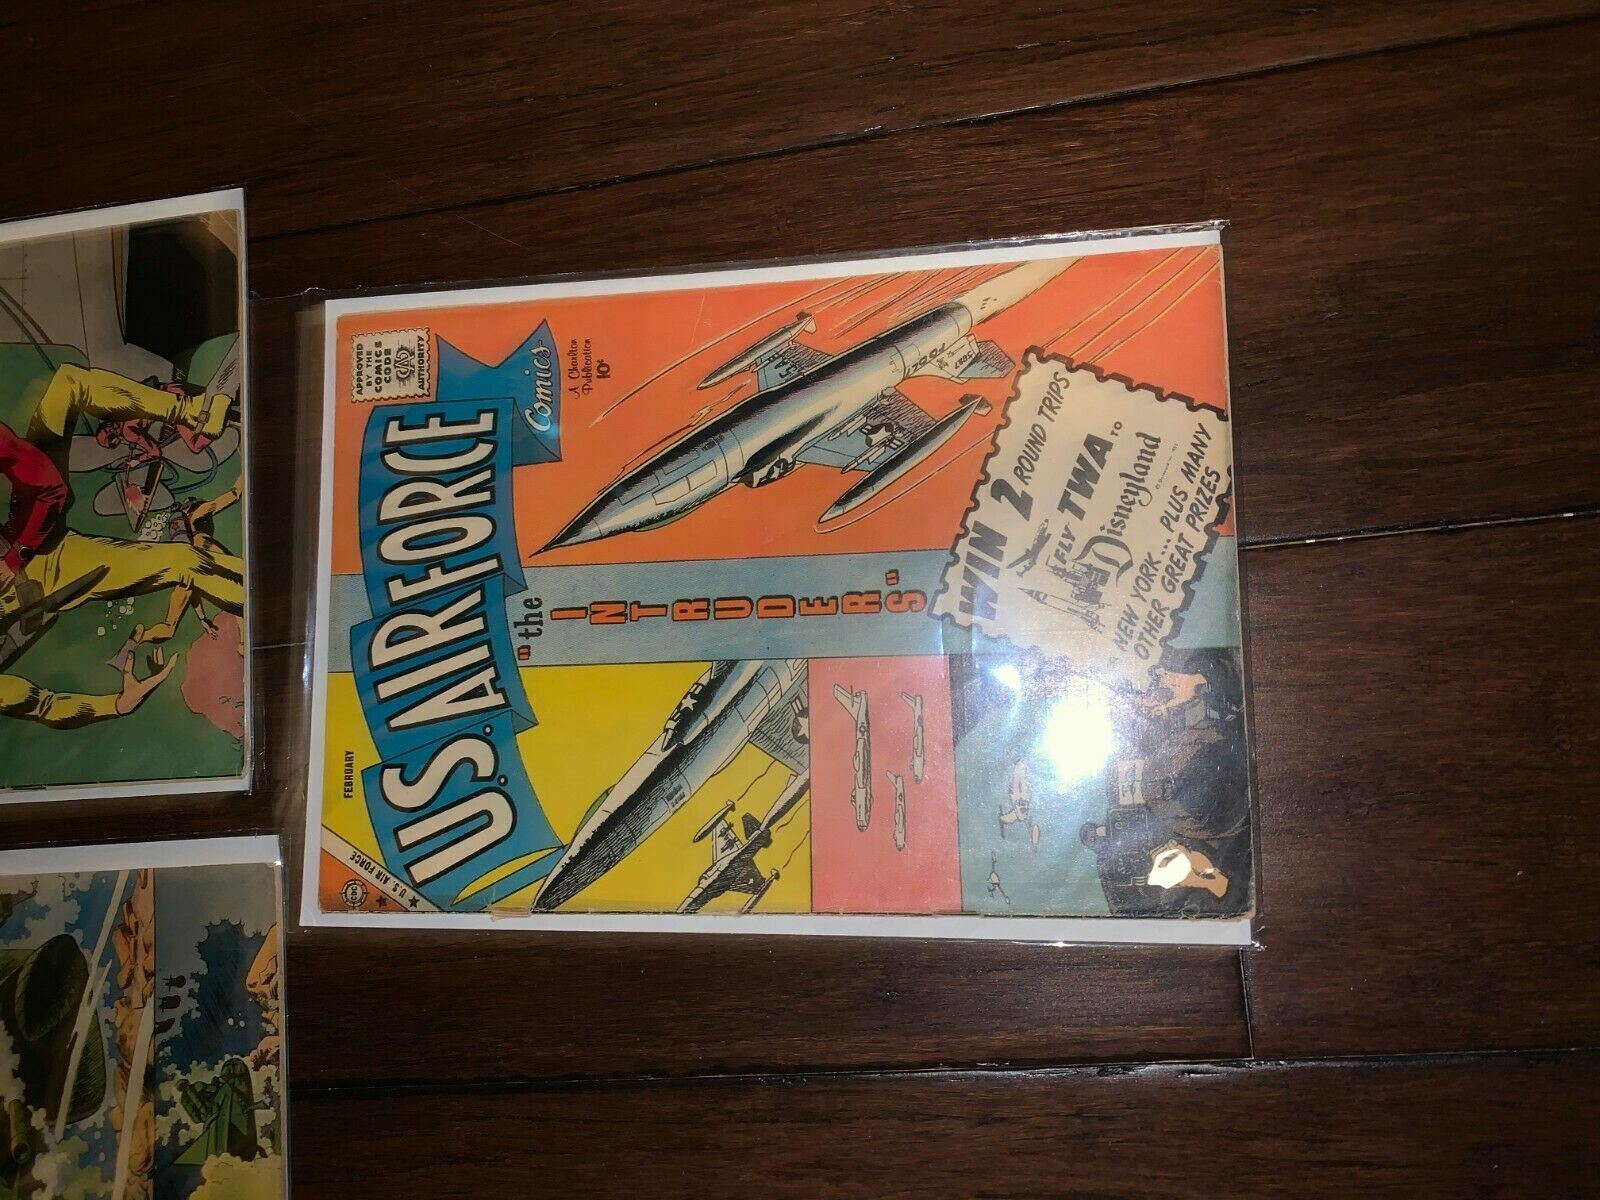 FEBRUARY
APPROVED
BY THE
COMICS
CODE
AUTHORITY
CDC
U.S. AIR FORCE
U.S. AIR FORCE
Comics
A Charlton
Publication
10¢
"the
INTRUDERS"
WIN 2 ROUND TRIPS
FLY TWA TO
Disneyland
NEW YORK ... PLUS MANY
OTHER GREAT PRIZES